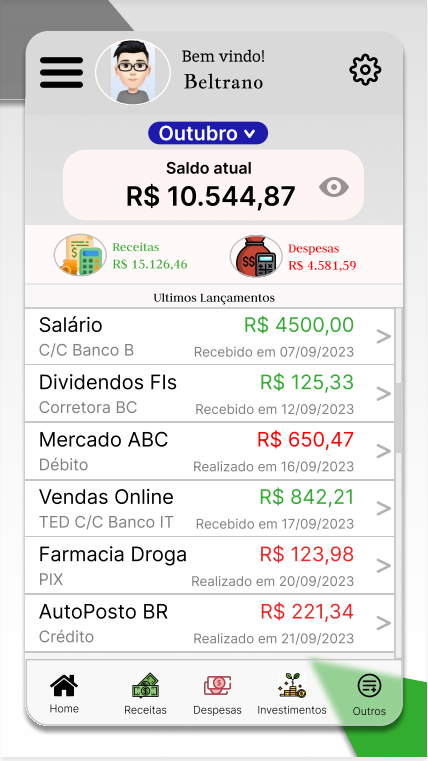 Bem vindo!
Beltrano
Outubro
Saldo atual
R$ 10.544,87
Receitas
R$ 15.126,46
Despesas
R$ 4.581,59
Ultimos Lançamentos
Salário
R$ 4500,00
C/C Banco B
Recebido em 07/09/2023
Dividendos FIs
R$ 125,33
Corretora BC
Recebido em 12/09/2023
Mercado ABC
R$ 650,47
Débito
Realizado em 16/09/2023
Vendas Online
R$ 842,21
TED C/C Banco IT
Recebido em 17/09/2023
Farmacia Droga
R$ 123,98
PIX
Realizado em 20/09/2023
AutoPosto BR
R$ 221,34
Crédito
Realizado em 21/09/2023
Home
Receitas
Despesas
Investimentos
Outros